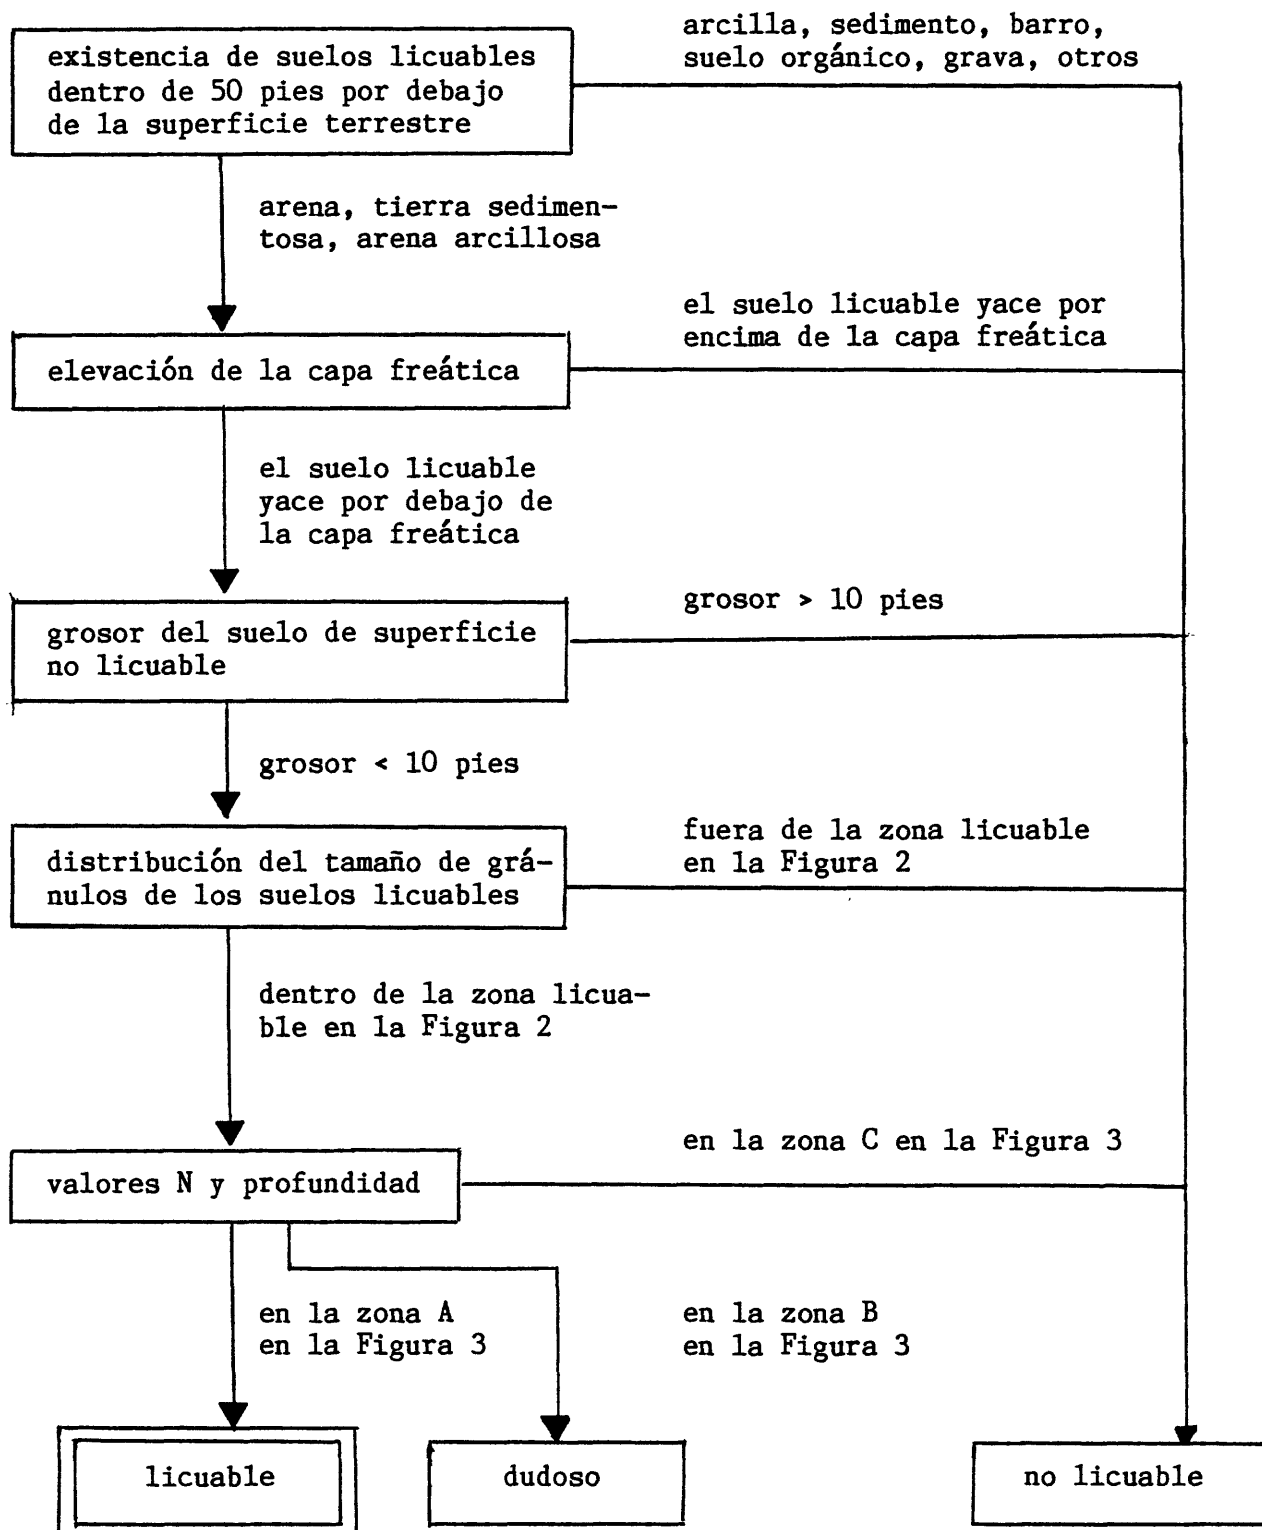 existencia de suelos licuables
dentro de 50 pies por debajo
de la superficie terrestre
arcilla, sedimento, barro,
suelo orgánico, grava, otros
arena, tierra sedimen-
tosa, arena arcillosa
elevación de la capa freática
el suelo licuable yace por
encima de la capa freática
el suelo licuable
yace por debajo de
la capa freática
grosor del suelo de superficie
no licuable
grosor > 10 pies
grosor < 10 pies
distribución del tamaño de grá-
nulos de los suelos licuables
fuera de la zona licuable
en la Figura 2
dentro de la zona licua-
ble en la Figura 2
valores N y profundidad
en la zona C en la Figura 3
en la zona A
en la Figura 3
en la zona B
en la Figura 3
licuable
dudoso
no licuable